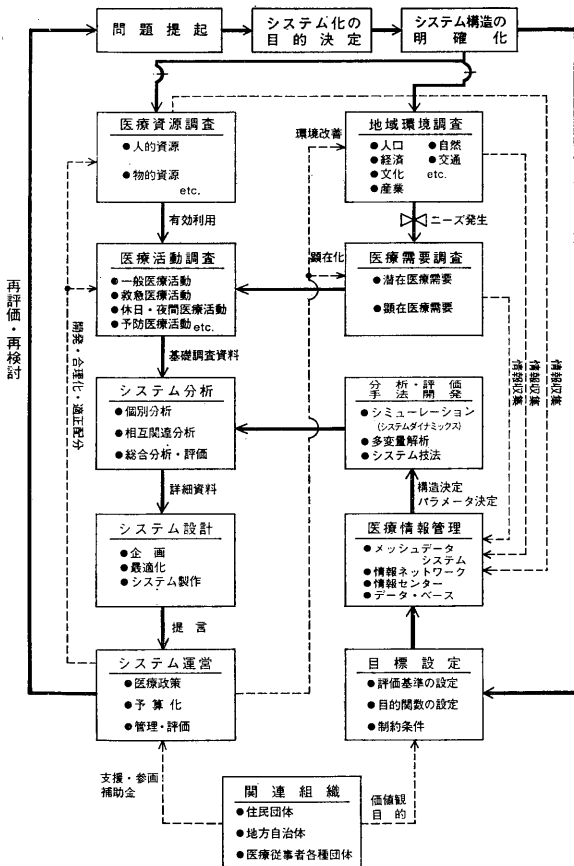 問題提起
システム化の
目的決定
システム構造の
明確化
医療資源調査
●人的資源
●物的資源
etc.
地域環境調査
●人口 ●自然
●経済 ●交通
●文化 etc.
●産業
環境改善
有効利用
ニーズ発生
医療活動調査
●一般医療活動
●救急医療活動
●休日・夜間医療活動
●予防医療活動 etc.
顕在化
医療需要調査
●潜在医療需要
●顕在医療需要
再評価・再検討
開発・合理化・適正配分
基礎調査資料
情報収集
情報収集
情報収集
システム分析
●個別分析
●相互関連分析
●総合分析・評価
分析・評価
手法開発
●シミューレーション
(システムダイナミックス)
●多変量解析
●システム技法
詳細資料
構造決定
パラメータ決定
システム設計
●企画
●最適化
●システム製作
医療情報管理
●メッシュデータ
システム
●情報ネットワーク
●情報センター
●データ・ベース
提言
システム運営
●医療政策
●予算化
●管理・評価
目標設定
●評価基準の設定
●目的関数の設定
●制約条件
支援・参画
補助金
関連組織
●住民団体
●地方自治体
●医療従事者各種団体
価値観
目的